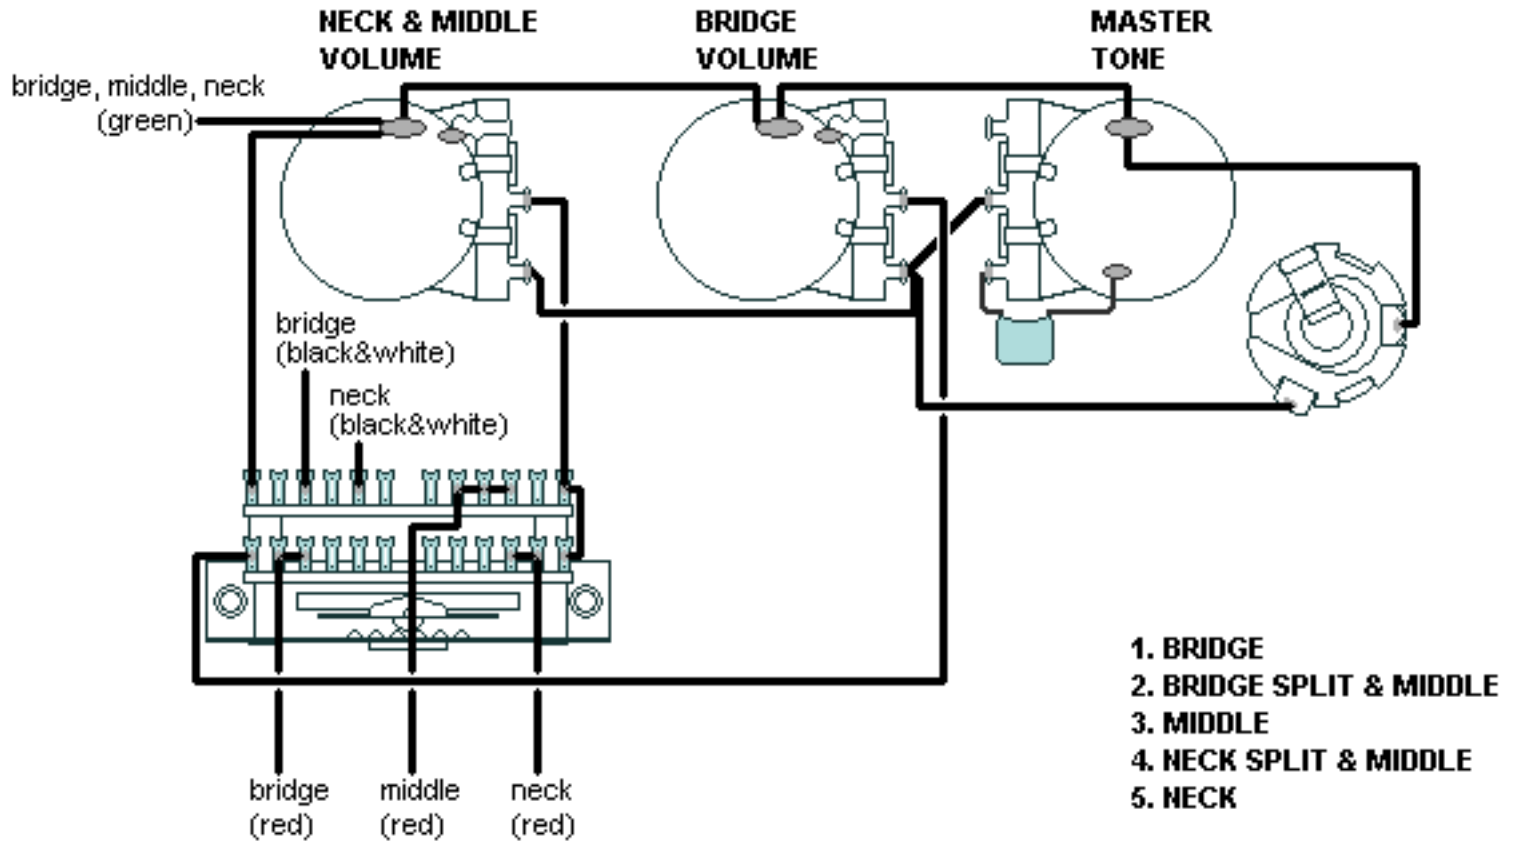 NECK & MIDDLE
VOLUME
BRIDGE
VOLUME
MASTER
TONE
bridge, middle, neck
(green)
bridge
(black&white)
neck
(black&white)
bridge
(red)
middle
(red)
neck
(red)
1. BRIDGE
2. BRIDGE SPLIT & MIDDLE
3. MIDDLE
4. NECK SPLIT & MIDDLE
5. NECK